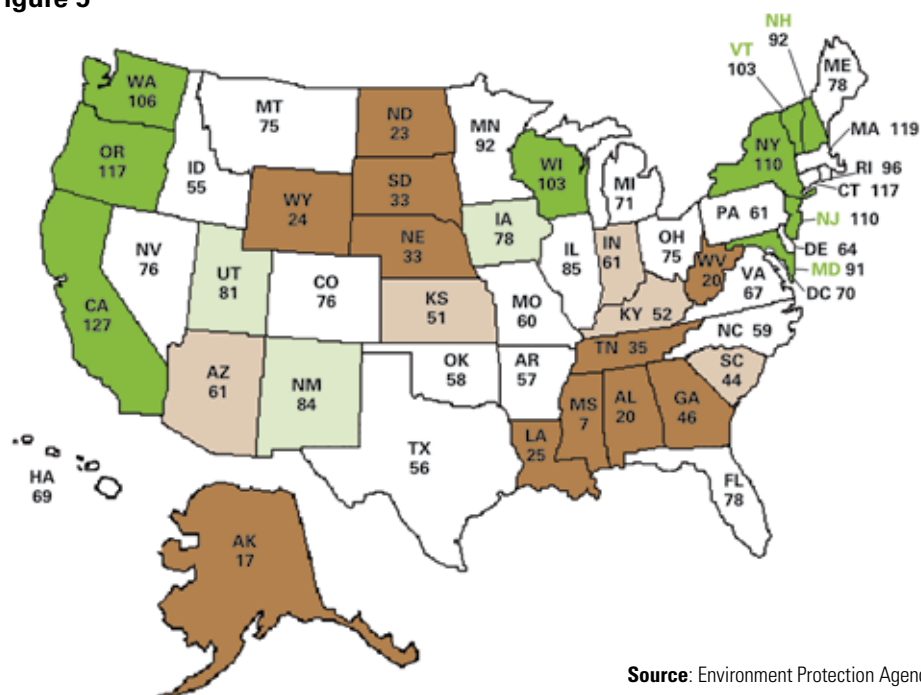 Figure 5
NH
92
VT
103
ME
78
WA
106
MT
75
ND
23
MN
92
MA 119
OR
117
ID
55
WI
103
NY
110
RI 96
CT 117
SD
33
MI
71
WY
24
PA 61
NJ 110
IA
78
NE
33
NV
76
IL
85
IN
61
OH
75
DE 64
WV
20
MD 91
UT
81
CO
76
VA
67
DC 70
CA
127
KS
51
MO
60
KY 52
NC 59
TN 35
AZ
61
NM
84
OK
58
AR
57
SC
44
MS
7
AL
20
GA
46
LA
25
TX
56
HA
69
FL
78
AK
17
Source: Environment Protection Agen